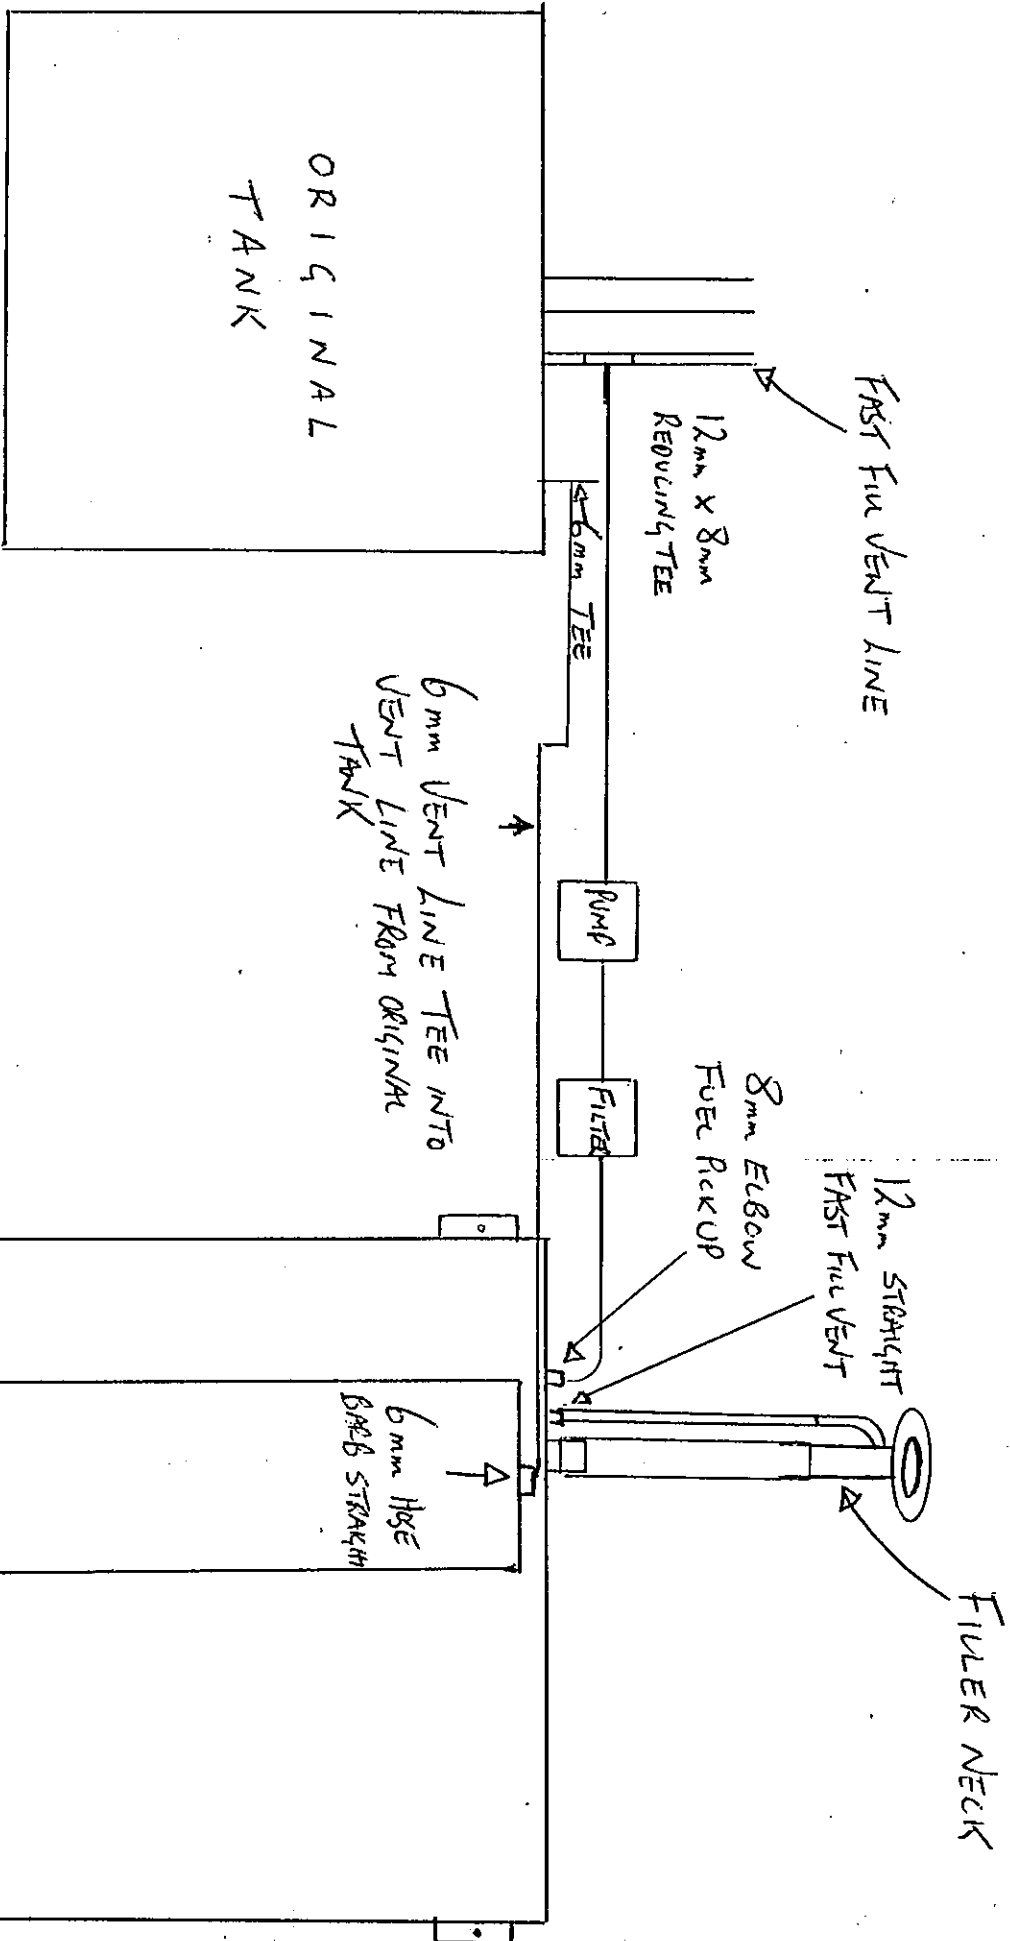 FAST FILL VENT LINE
12mm x 8mm
REDUCING TEE
6mm TEE
ORIGINAL
TANK
6mm VENT LINE TEE INTO
VENT LINE FROM ORIGINAL
TANK
PUMP
FILTER
8mm ELBOW
FUEL PICKUP
12mm STRAIGHT
FAST FILL VENT
FILLER NECK
6mm HOSE
BARB STRAIGHT